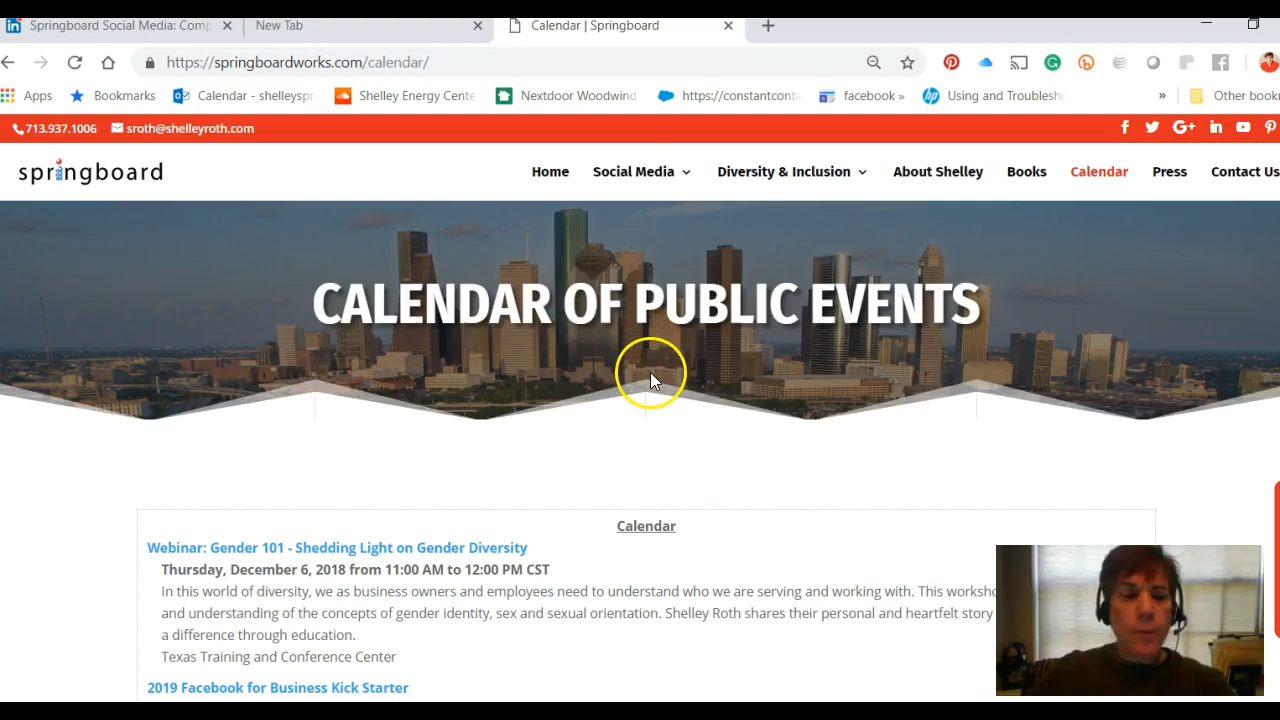 Springboard Social Media: Comp
New Tab
Calendar | Springboard
https://springboardworks.com/calendar/
Apps
Bookmarks
Calendar - shelleyspr
Shelley Energy Cente
Nextdoor Woodwind
https://constantconta
facebook »
Using and Troublesh
»
Other book
713.937.1006
sroth@shelleyroth.com
springboard
Home
Social Media
Diversity & Inclusion
About Shelley
Books
Calendar
Press
Contact Us
CALENDAR OF PUBLIC EVENTS
Calendar
Webinar: Gender 101 - Shedding Light on Gender Diversity
Thursday, December 6, 2018 from 11:00 AM to 12:00 PM CST
In this world of diversity, we as business owners and employees need to understand who we are serving and working with. This worksho
and understanding of the concepts of gender identity, sex and sexual orientation. Shelley Roth shares their personal and heartfelt story
a difference through education.
Texas Training and Conference Center
2019 Facebook for Business Kick Starter